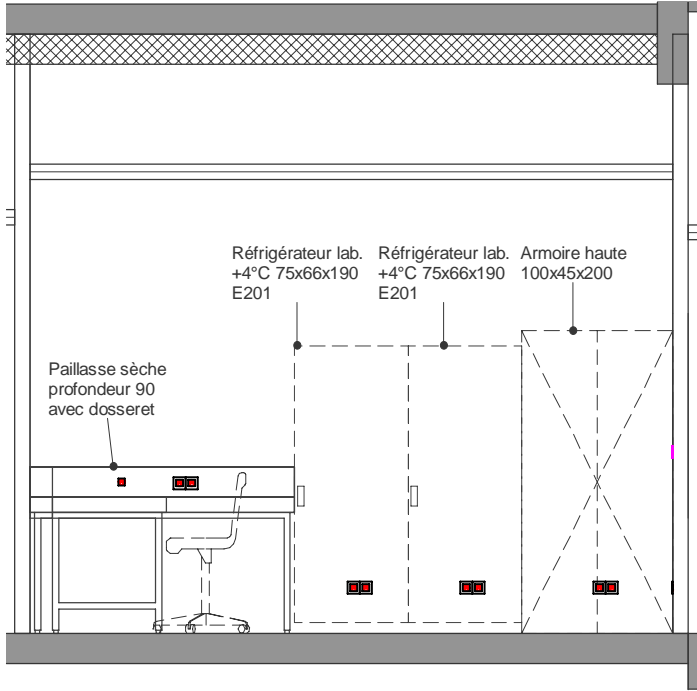 Réfrigérateur lab.
+4°C 75x66x190
E201
Réfrigérateur lab.
+4°C 75x66x190
E201
Armoire haute
100x45x200
Paillasse sèche
profondeur 90
avec dosseret